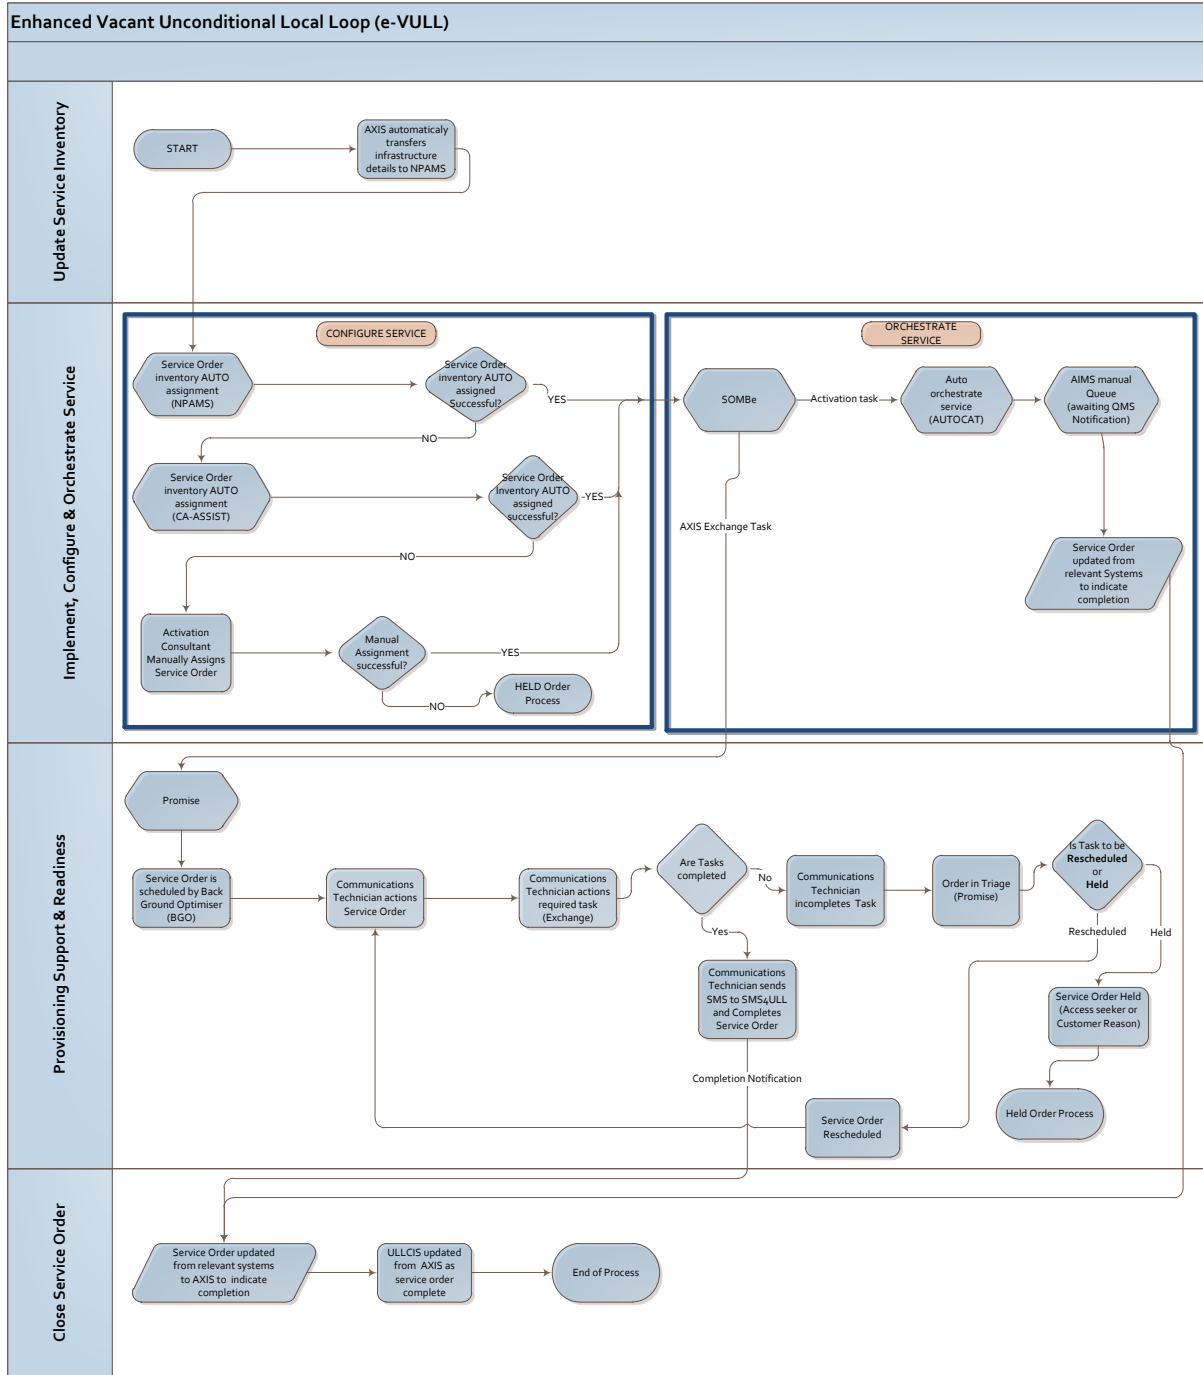 Enhanced Vacant Unconditional Local Loop (e-VULL)
Update Service Inventory
START
AXIS automaticaly
transfers
infrastructure
details to NPAMS
Implement, Configure & Orchestrate Service
CONFIGURE SERVICE
Service Order
inventory AUTO
assignment
(NPAMS)
Service Order
inventory AUTO
assigned
Successful?
YES
NO
Service Order
inventory AUTO
assignment
(CA-ASSIST)
Service Order
Inventory AUTO
assigned
successful?
YES
NO
Activation
Consultant
Manually Assigns
Service Order
Manual
Assignment
successful?
YES
NO
HELD Order
Process
ORCHESTRATE
SERVICE
SOMBe
Activation task
Auto
orchestrate
service
(AUTOCAT)
AIMS manual
Queue
(awaiting QMS
Notification)
AXIS Exchange Task
Service Order
updated from
relevant Systems
to indicate
completion
Provisioning Support & Readiness
Promise
Service Order is
scheduled by Back
Ground Optimiser
(BGO)
Communications
Technician actions
Service Order
Communications
Technician actions
required task
(Exchange)
Are Tasks
completed
No
Yes
Communications
Technician
incompletes Task
Order in Triage
(Promise)
Is Task to be
Rescheduled
or
Held
Rescheduled
Held
Communications
Technician sends
SMS to SMS4ULL
and Completes
Service Order
Service Order Held
(Access seeker or
Customer Reason)
Completion Notification
Service Order
Rescheduled
Held Order Process
Close Service Order
Service Order updated
from relevant systems
to AXIS to indicate
completion
ULLCIS updated
from AXIS as
service order
complete
End of Process